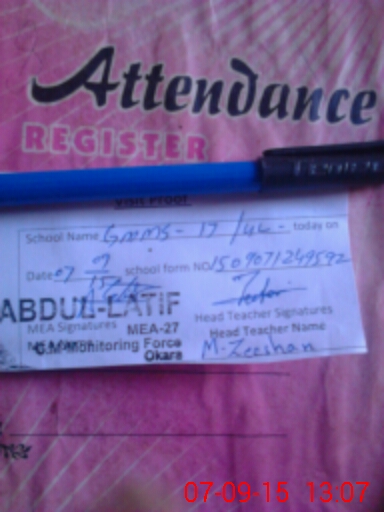 Attendance
REGISTER
Visit Proof
School Name GMMS - 17 /4L - today on
Date 07 9 15 school form NO 1509071249592
ABDUL-LATIF
MEA Signatures MEA-27 Head Teacher Signatures
C.M Monitoring Force Head Teacher Name
Okara M-Zeeshan
07-09-15 13:07